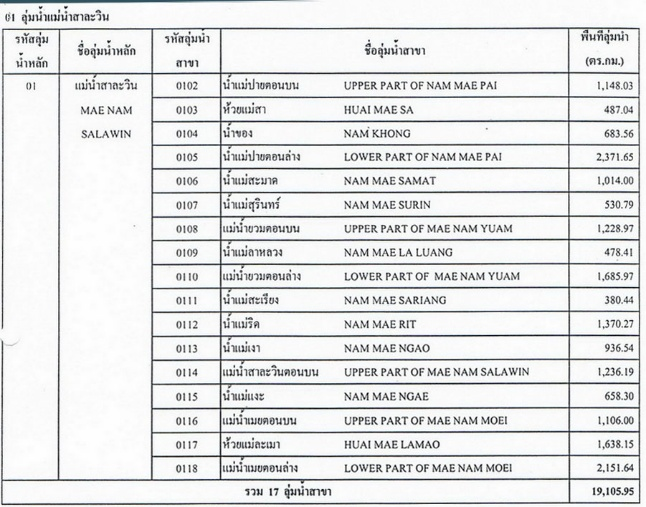 01 ลุ่มน้ำแม่น้ำสาละวิน
รหัสลุ่มน้ำหลัก ชื่อลุ่มน้ำหลัก รหัสลุ่มน้ำสาขา ชื่อลุ่มน้ำสาขา พื้นที่ลุ่มน้ำ (ตร.กม.)
01 แม่น้ำสาละวิน 0102 น้ำแม่ปายตอนบน UPPER PART OF NAM MAE PAI 1,148.03
MAE NAM 0103 ห้วยแม่สา HUAI MAE SA 487.04
SALAWIN 0104 น้ำของ NAM KHONG 683.56
0105 น้ำแม่ปายตอนล่าง LOWER PART OF NAM MAE PAI 2,371.65
0106 น้ำแม่สะมาด NAM MAE SAMAT 1,014.00
0107 น้ำแม่สุรินทร์ NAM MAE SURIN 530.79
0108 แม่น้ำยวมตอนบน UPPER PART OF MAE NAM YUAM 1,228.97
0109 น้ำแม่ลาหลวง NAM MAE LA LUANG 478.41
0110 แม่น้ำยวมตอนล่าง LOWER PART OF MAE NAM YUAM 1,685.97
0111 น้ำแม่สะเรียง NAM MAE SARIANG 380.44
0112 น้ำแม่ริด NAM MAE RIT 1,370.27
0113 น้ำแม่เงา NAM MAE NGAO 936.54
0114 แม่น้ำสาละวินตอนบน UPPER PART OF MAE NAM SALAWIN 1,236.19
0115 น้ำแม่แงะ NAM MAE NGAE 658.30
0116 แม่น้ำเมยตอนบน UPPER PART OF MAE NAM MOEI 1,106.00
0117 ห้วยแม่ละเมา HUAI MAE LAMAO 1,638.15
0118 แม่น้ำเมยตอนล่าง LOWER PART OF MAE NAM MOEI 2,151.64
รวม 17 ลุ่มน้ำสาขา 19,105.95